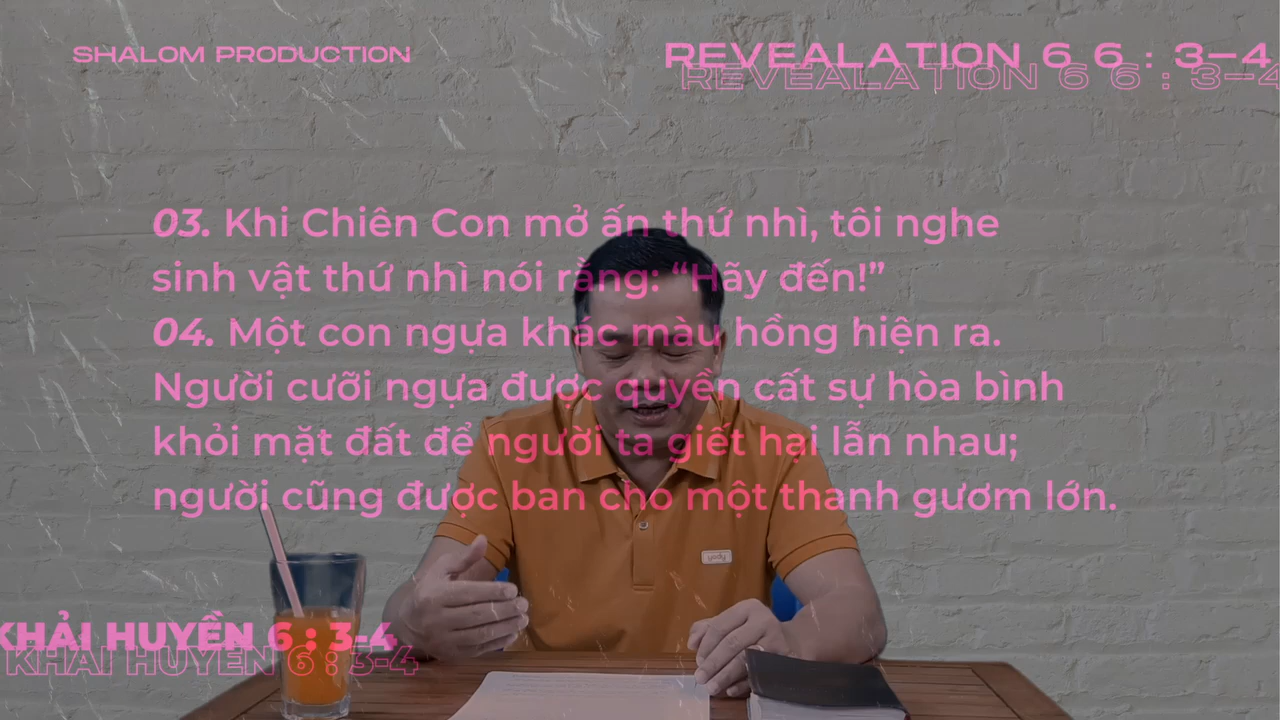 SHALOM PRODUCTION
REVEALATION 6 6 : 3-4
REVEALATION 6 6 : 3-4
03. Khi Chiên Con mở ấn thứ nhì, tôi nghe
sinh vật thứ nhì nói rằng: “Hãy đến!”
04. Một con ngựa khác màu hồng hiện ra.
Người cưỡi ngựa được quyền cất sự hòa bình
khỏi mặt đất để người ta giết hại lẫn nhau;
người cũng được ban cho một thanh gươm lớn.
yody
KHẢI HUYỀN 6 : 3-4
KHẢI HUYỀN 6 : 3-4